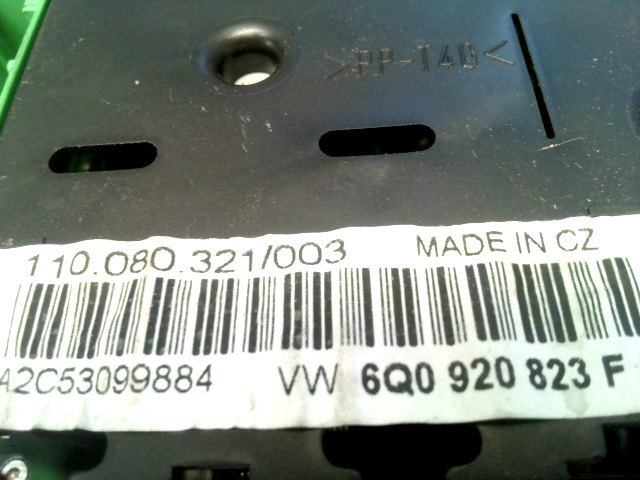 >PP-T40<
110.080.321/003 MADE IN CZ
A2C53099884 VW 6Q0 920 823 F